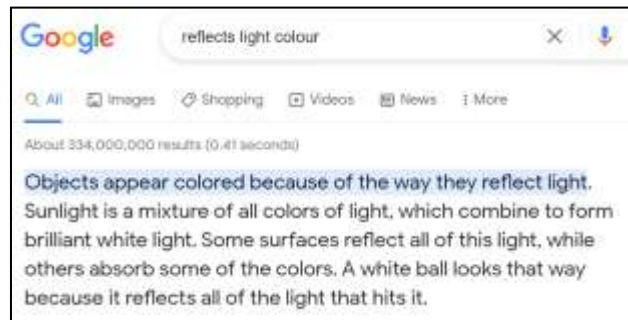 Google
reflects light colour
All Images Shopping Videos News More
About 334,000,000 results (0.41 seconds)
Objects appear colored because of the way they reflect light.
Sunlight is a mixture of all colors of light, which combine to form
brilliant white light. Some surfaces reflect all of this light, while
others absorb some of the colors. A white ball looks that way
because it reflects all of the light that hits it.